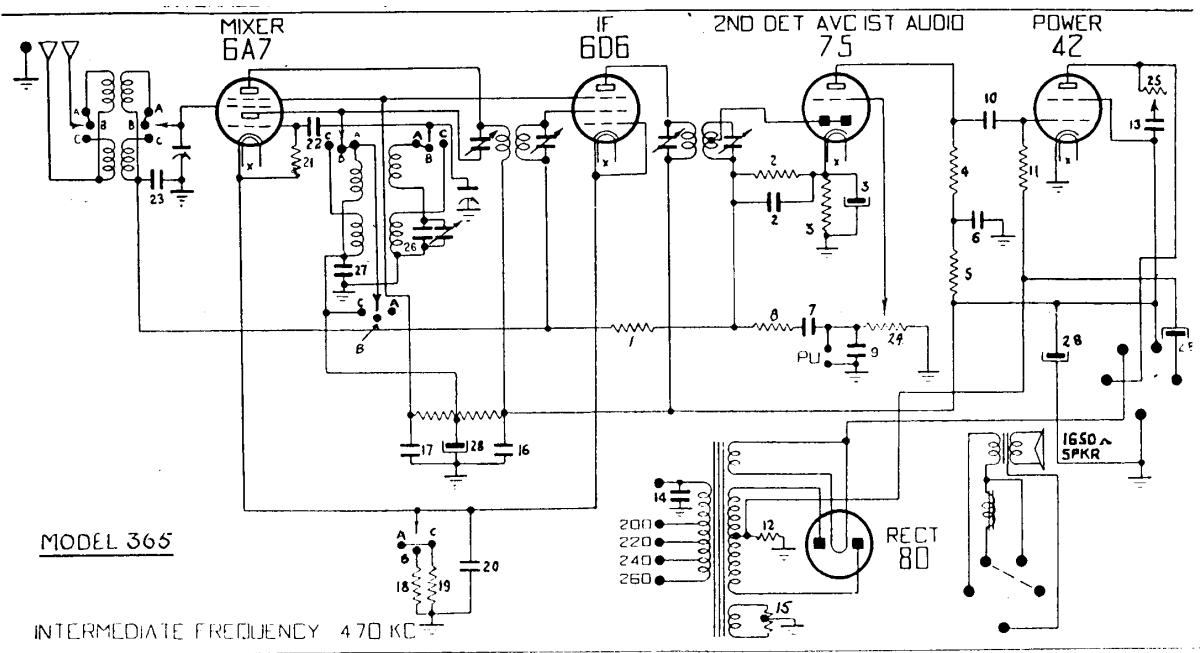 MIXER
6A7
IF
6D6
2ND DET AVC 1ST AUDIO
75
POWER
42
A
B
C
A
B
C
23
X
21
22
C
A
B
A
C
B
26
27
C
A
B
X
2
2
3
3
X
4
5
6
10
11
X
25
13
1
8
7
PU
9
24
28
17
28
16
14
200
220
240
260
12
15
RECT
80
1650~
SPKR
A
C
B
18
19
20
MODEL 365
INTERMEDIATE FREQUENCY 470 KC